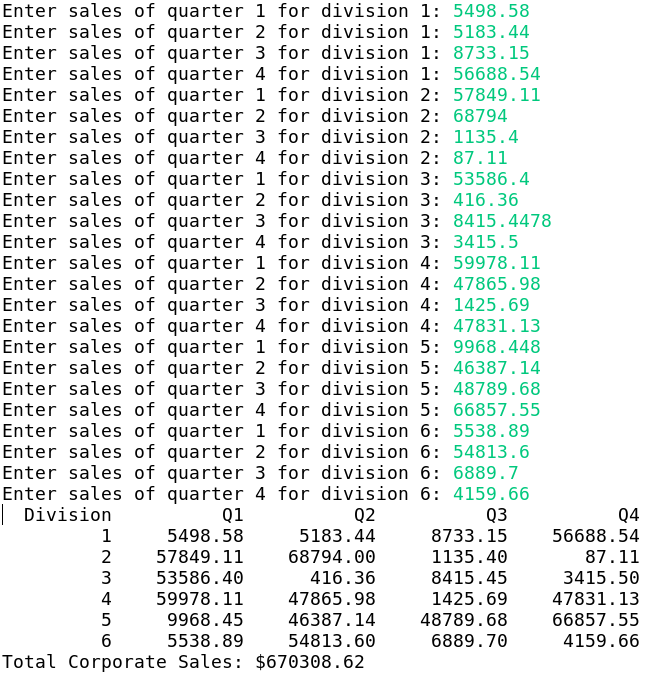 Enter sales of quarter 1 for division 1: 5498.58
Enter sales of quarter 2 for division 1: 5183.44
Enter sales of quarter 3 for division 1: 8733.15
Enter sales of quarter 4 for division 1: 56688.54
Enter sales of quarter 1 for division 2: 57849.11
Enter sales of quarter 2 for division 2: 68794
Enter sales of quarter 3 for division 2: 1135.4
Enter sales of quarter 4 for division 2: 87.11
Enter sales of quarter 1 for division 3: 53586.4
Enter sales of quarter 2 for division 3: 416.36
Enter sales of quarter 3 for division 3: 8415.4478
Enter sales of quarter 4 for division 3: 3415.5
Enter sales of quarter 1 for division 4: 59978.11
Enter sales of quarter 2 for division 4: 47865.98
Enter sales of quarter 3 for division 4: 1425.69
Enter sales of quarter 4 for division 4: 47831.13
Enter sales of quarter 1 for division 5: 9968.448
Enter sales of quarter 2 for division 5: 46387.14
Enter sales of quarter 3 for division 5: 48789.68
Enter sales of quarter 4 for division 5: 66857.55
Enter sales of quarter 1 for division 6: 5538.89
Enter sales of quarter 2 for division 6: 54813.6
Enter sales of quarter 3 for division 6: 6889.7
Enter sales of quarter 4 for division 6: 4159.66
  Division          Q1          Q2          Q3          Q4
         1     5498.58     5183.44     8733.15    56688.54
         2    57849.11    68794.00     1135.40       87.11
         3    53586.40      416.36     8415.45     3415.50
         4    59978.11    47865.98     1425.69    47831.13
         5     9968.45    46387.14    48789.68    66857.55
         6     5538.89    54813.60     6889.70     4159.66
Total Corporate Sales: $670308.62